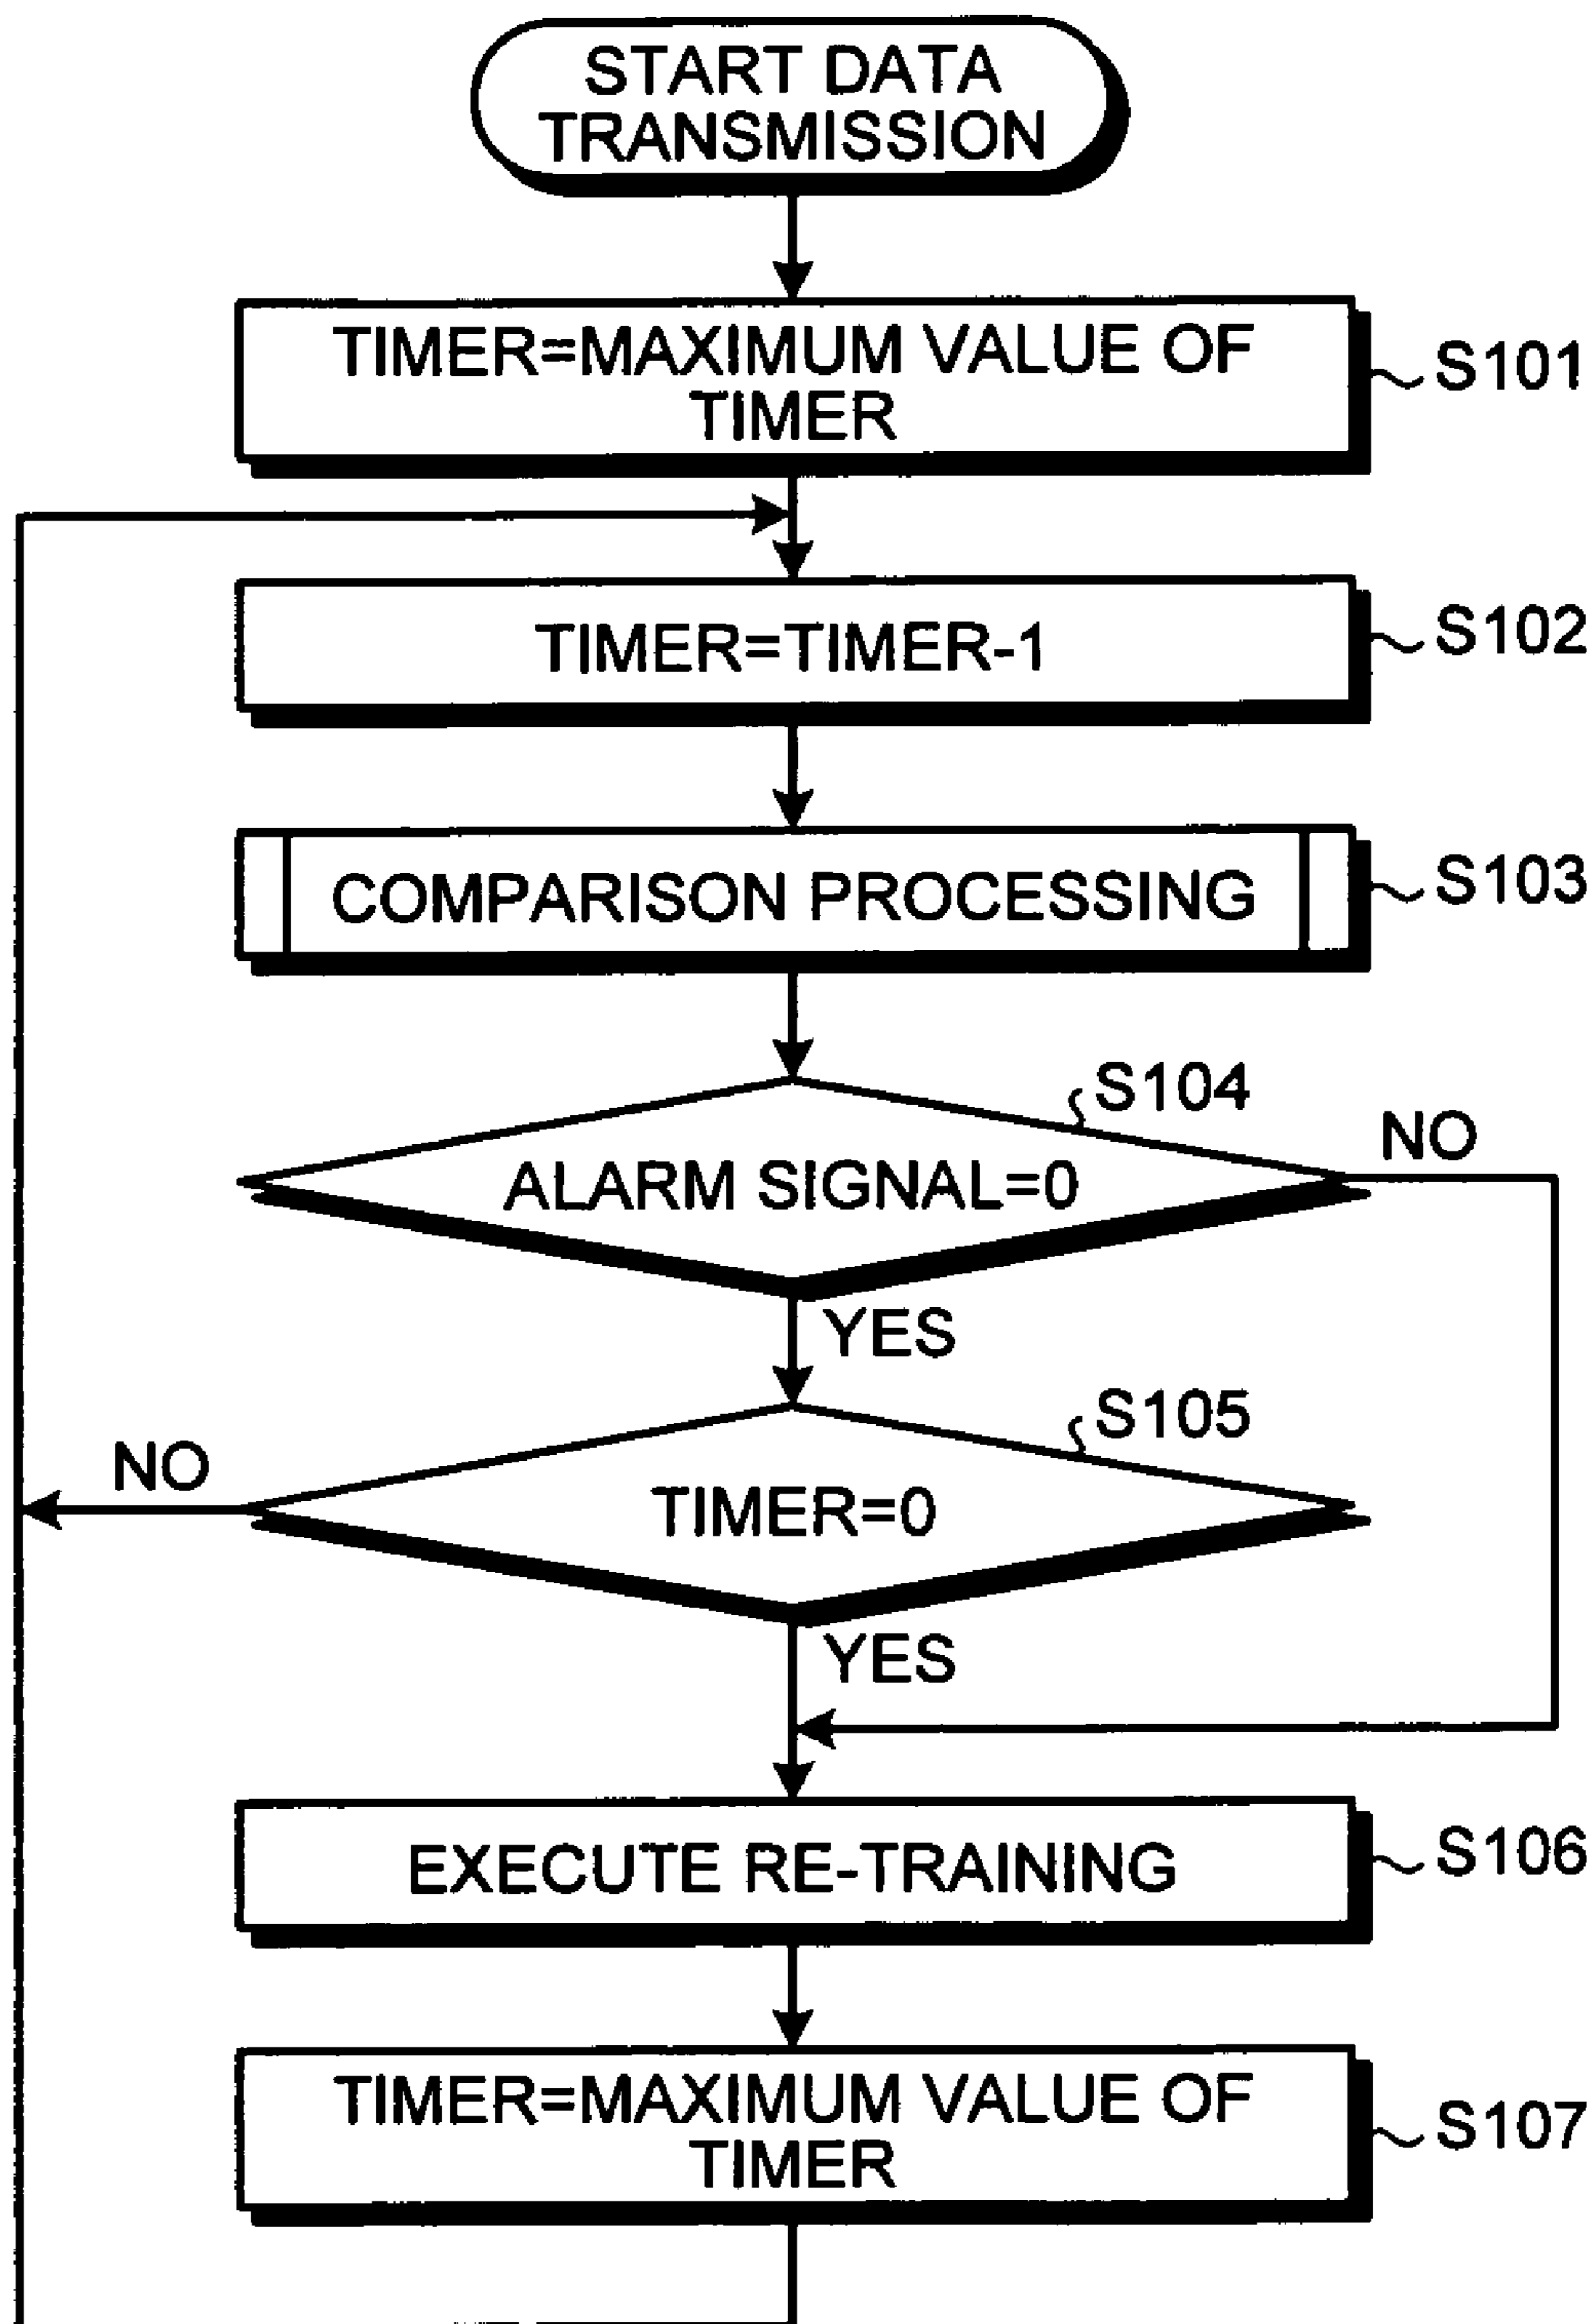 START DATA
TRANSMISSION
TIMER=MAXIMUM VALUE OF
TIMER
S101
TIMER=TIMER-1
S102
COMPARISON PROCESSING
S103
S104
NO
ALARM SIGNAL=0
YES
S105
NO
TIMER=0
YES
EXECUTE RE-TRAINING
S106
TIMER=MAXIMUM VALUE OF
TIMER
S107